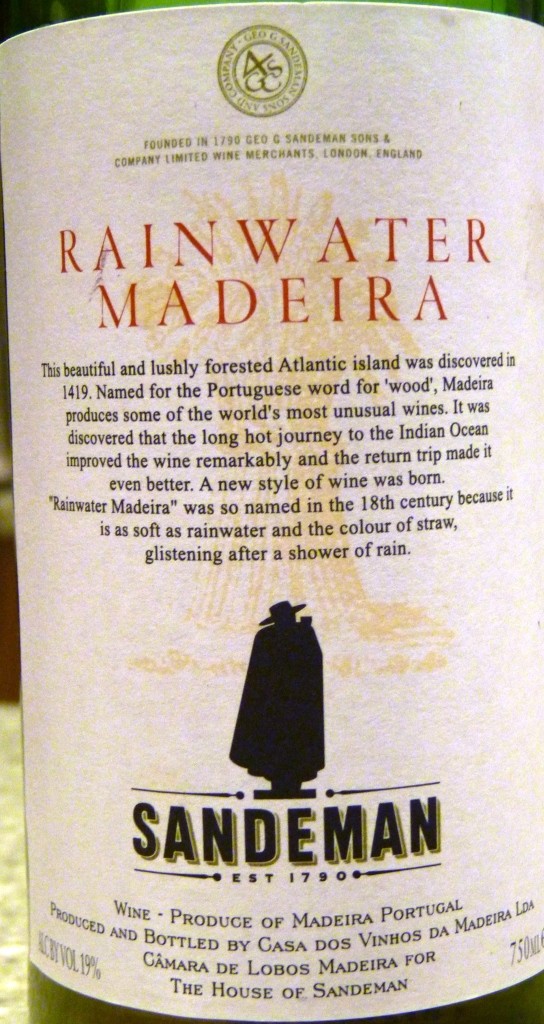 GEO G SANDEMAN SONS AND COMPANY
FOUNDED IN 1790 GEO G SANDEMAN SONS &
COMPANY LIMITED WINE MERCHANTS, LONDON, ENGLAND
RAINWATER
MADEIRA
This beautiful and lushly forested Atlantic island was discovered in
1419. Named for the Portuguese word for 'wood', Madeira
produces some of the world's most unusual wines. It was
discovered that the long hot journey to the Indian Ocean
improved the wine remarkably and the return trip made it
even better. A new style of wine was born.
"Rainwater Madeira" was so named in the 18th century because it
is as soft as rainwater and the colour of straw,
glistening after a shower of rain.
SANDEMAN
EST 1790
WINE - PRODUCE OF MADEIRA PORTUGAL
PRODUCED AND BOTTLED BY CASA DOS VINHOS DA MADEIRA LDA
CÂMARA DE LOBOS MADEIRA FOR
THE HOUSE OF SANDEMAN
ALC BY VOL 19%
750ML